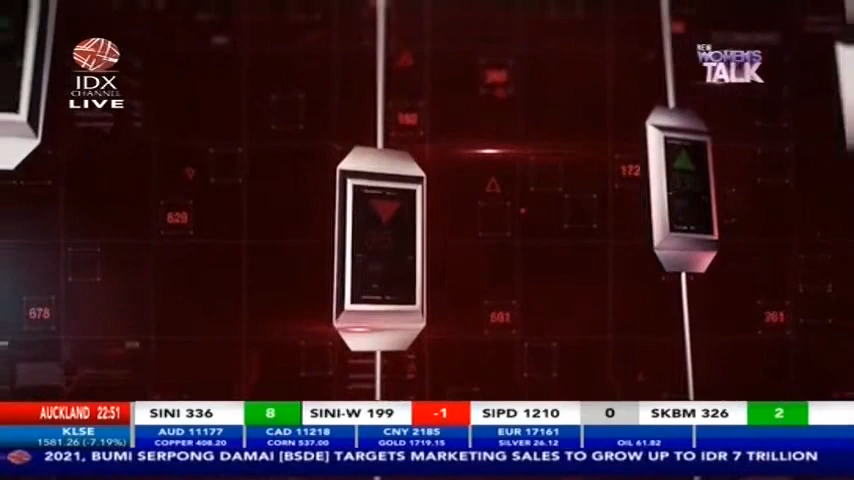 IDX
CHANNEL
LIVE
NEW
WOMEN'S
TALK
160
172
629
678
561
261
AUCKLAND 22:51
SINI 336 8 SINI-W 199 -1 SIPD 1210 0 SKBM 326 2
KLSE
1581.26 (-7.19%)
AUD 11177 CAD 11218 CNY 2185 EUR 17161
COPPER 408.20 CORN 537.00 GOLD 1719.15 SILVER 26.12 OIL 61.82
2021, BUMI SERPONG DAMAI [BSDE] TARGETS MARKETING SALES TO GROW UP TO IDR 7 TRILLION